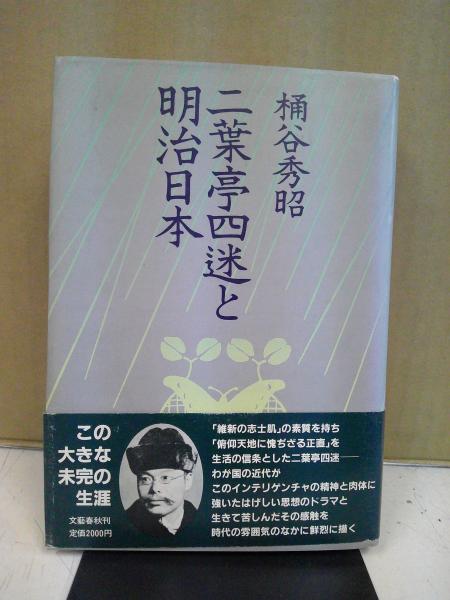 桶谷秀昭
二葉亭四迷と
明治日本
この
大きな
未完の
生涯
文藝春秋刊
定価2000円
「維新の志士肌」の素質を持ち
「俯仰天地に愧ぢざる正直」を
生活の信条とした二葉亭四迷──
わが国の近代が
このインテリゲンチャの精神と肉体に
強いたはげしい思想のドラマと
生きて苦しんだその感触を
時代の雰囲気のなかに鮮烈に描く